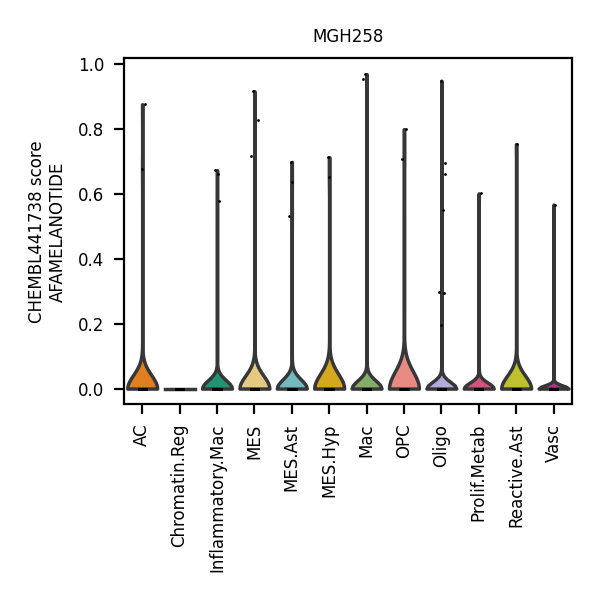 MGH258
CHEMBL441738 score
AFAMELANOTIDE
1.0
0.8
0.6
0.4
0.2
0.0
AC
Chromatin.Reg
Inflammatory.Mac
MES
MES.Ast
MES.Hyp
Mac
OPC
Oligo
Prolif.Metab
Reactive.Ast
Vasc